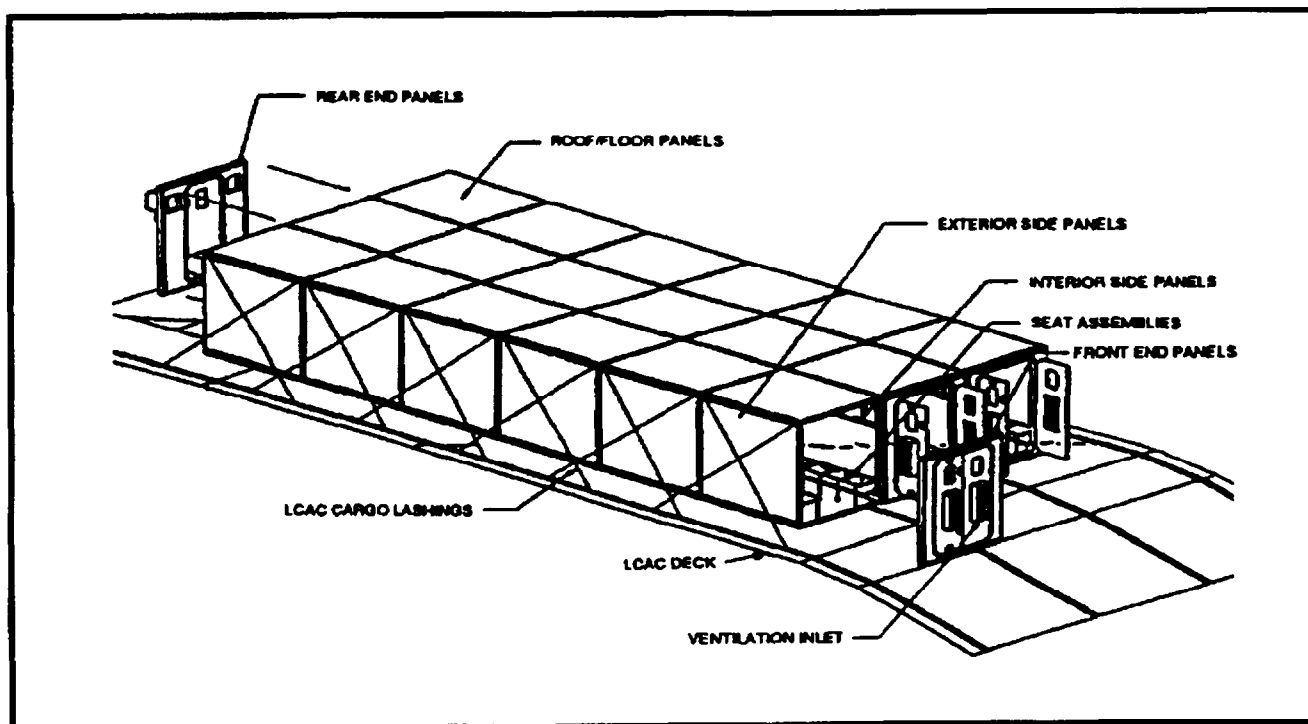 REAR END PANELS
ROOF/FLOOR PANELS
EXTERIOR SIDE PANELS
INTERIOR SIDE PANELS
SEAT ASSEMBLIES
FRONT END PANELS
LCAC CARGO LASHINGS
LCAC DECK
VENTILATION INLET